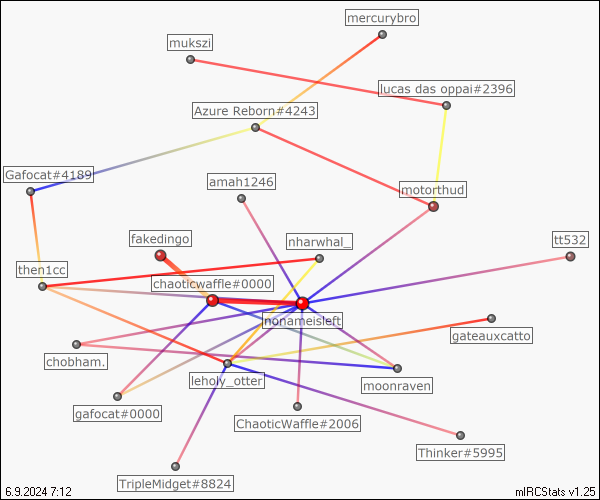 mercurybro
mukszi
lucas das oppai#2396
Azure Reborn#4243
Gafocat#4189
amah1246
motorthud
fakedingo
nharwhal_
tt532
then1cc
chaoticwaffle#0000
nonameisleft
gateauxcatto
chobham.
leholy_otter
moonraven
gafocat#0000
ChaoticWaffle#2006
Thinker#5995
TripleMidget#8824
6.9.2024 7:12
mIRCStats v1.25